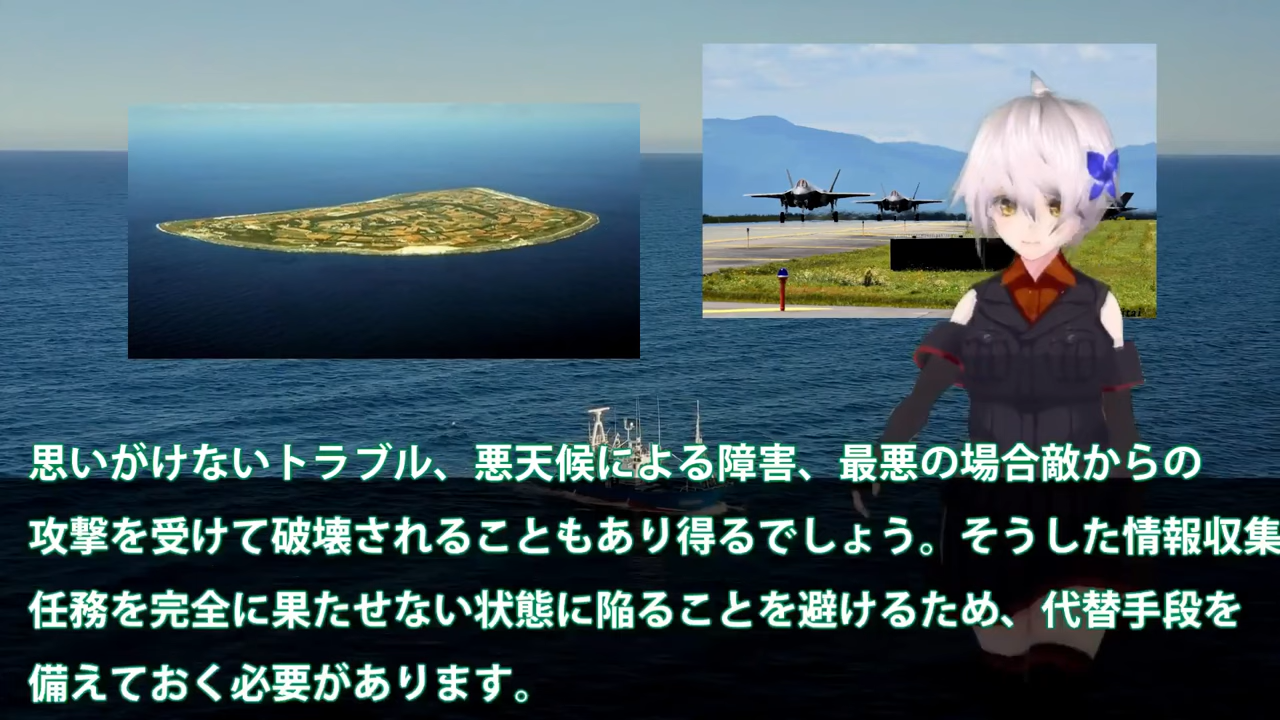 思いがけないトラブル、悪天候による障害、最悪の場合敵からの
攻撃を受けて破壊されることもあり得るでしょう。そうした情報収集
任務を完全に果たせない状態に陥ることを避けるため、代替手段を
備えておく必要があります。